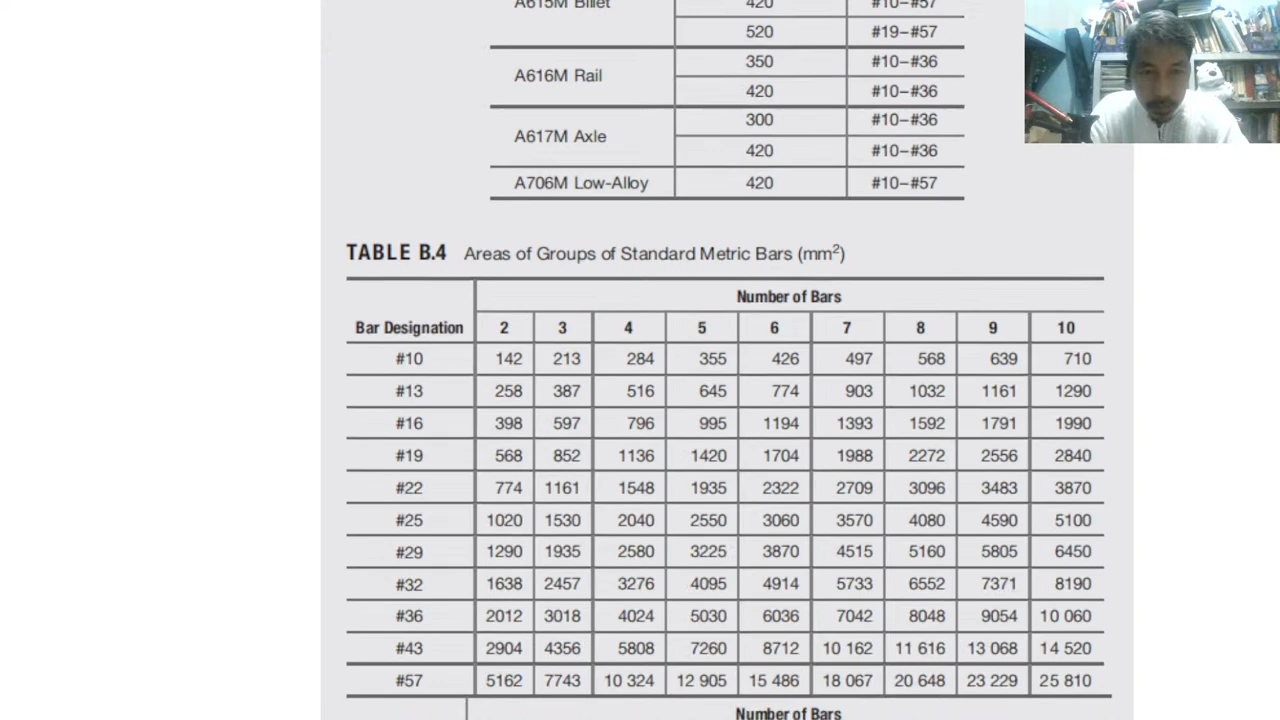 A615M Billet 420 #10–#57
520 #19–#57
A616M Rail 350 #10–#36
420 #10–#36
A617M Axle 300 #10–#36
420 #10–#36
A706M Low-Alloy 420 #10–#57
TABLE B.4 Areas of Groups of Standard Metric Bars (mm²)
Number of Bars
Bar Designation 2 3 4 5 6 7 8 9 10
#10 142 213 284 355 426 497 568 639 710
#13 258 387 516 645 774 903 1032 1161 1290
#16 398 597 796 995 1194 1393 1592 1791 1990
#19 568 852 1136 1420 1704 1988 2272 2556 2840
#22 774 1161 1548 1935 2322 2709 3096 3483 3870
#25 1020 1530 2040 2550 3060 3570 4080 4590 5100
#29 1290 1935 2580 3225 3870 4515 5160 5805 6450
#32 1638 2457 3276 4095 4914 5733 6552 7371 8190
#36 2012 3018 4024 5030 6036 7042 8048 9054 10 060
#43 2904 4356 5808 7260 8712 10 162 11 616 13 068 14 520
#57 5162 7743 10 324 12 905 15 486 18 067 20 648 23 229 25 810
Number of Bars